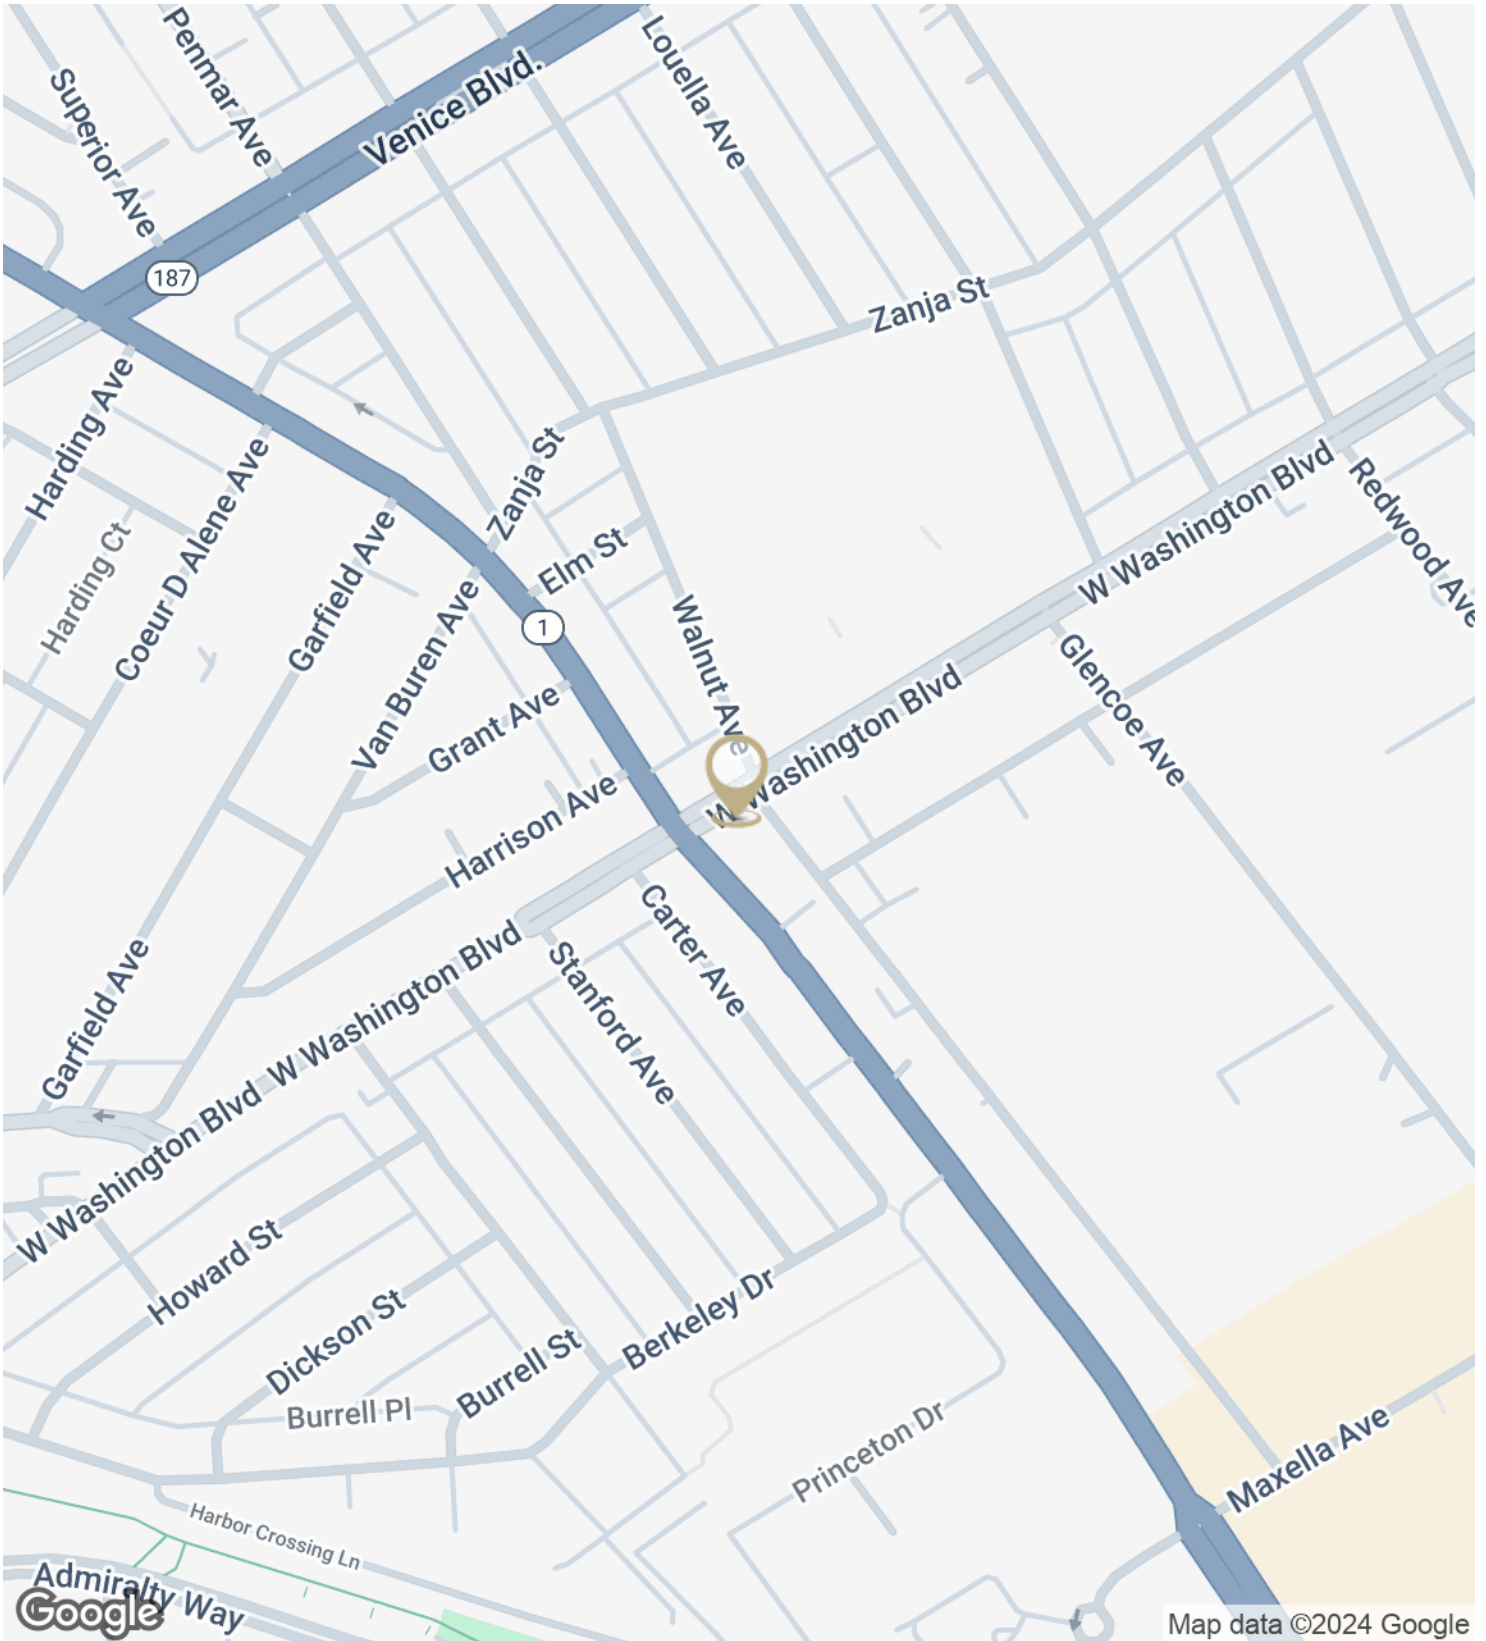 Penmar Ave
Louella Ave
Superior Ave
Venice Blvd.
187
Zanja St
Harding Ave
Zanja St
Coeur D Alene Ave
W Washington Blvd
Redwood Ave
Harding Ct
Garfield Ave
Elm St
1
Van Buren Ave
Walnut Ave
Glencoe Ave
Grant Ave
W Washington Blvd
Harrison Ave
Carter Ave
Stanford Ave
W Washington Blvd
Garfield Ave
W Washington Blvd
Howard St
Dickson St
Berkeley Dr
Burrell St
Burrell Pl
Princeton Dr
Maxella Ave
Harbor Crossing Ln
Admiralty Way
Google
Map data ©2024 Google